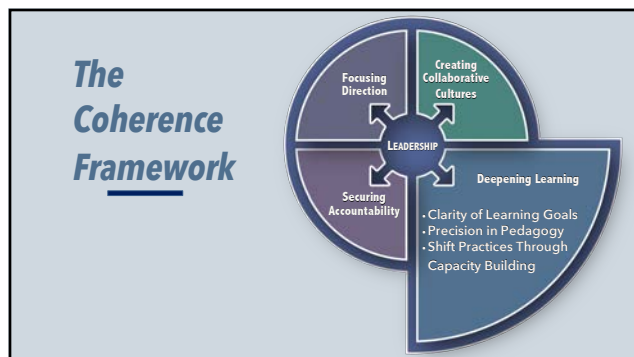 The
Coherence
Framework
Focusing
Direction
Creating
Collaborative
Cultures
LEADERSHIP
Securing
Accountability
Deepening Learning
• Clarity of Learning Goals
• Precision in Pedagogy
• Shift Practices Through
Capacity Building